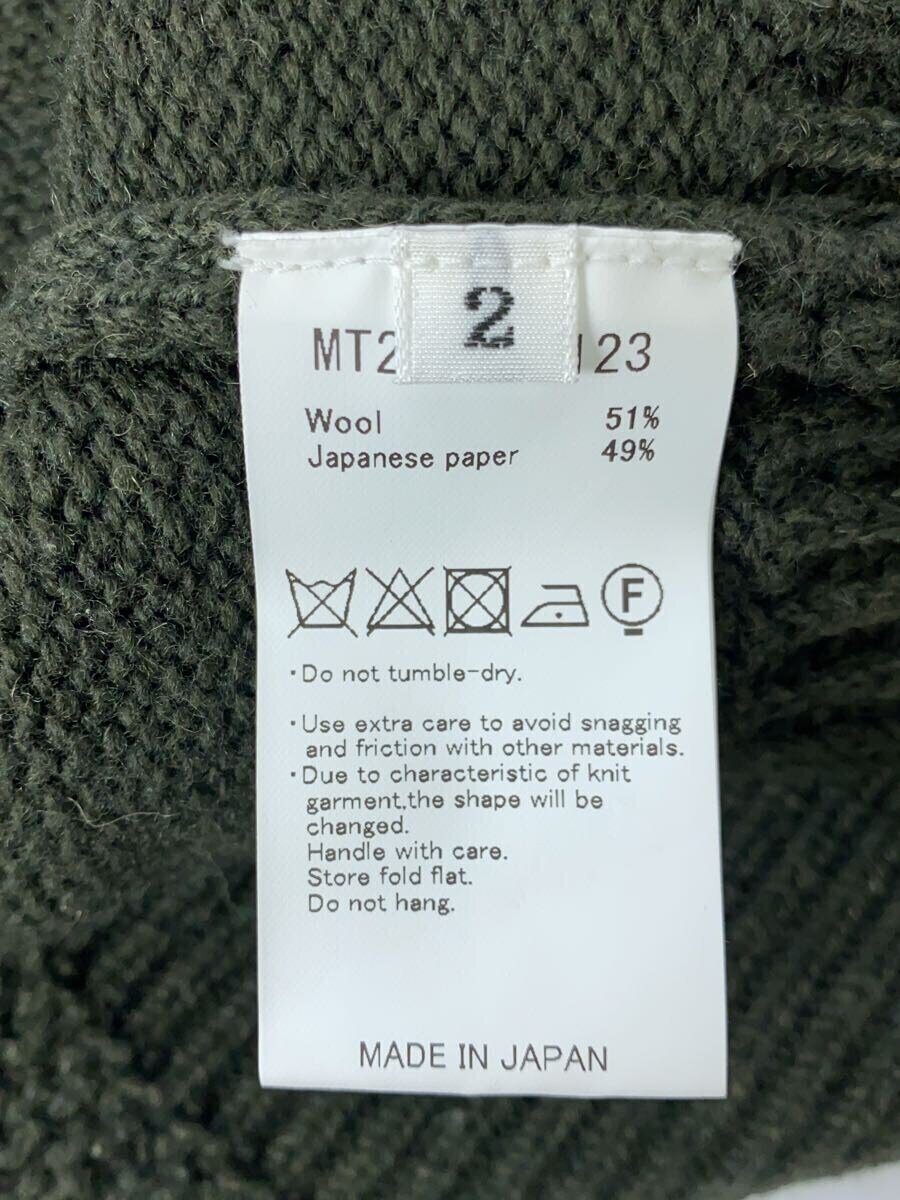 2
MT2 123
Wool 51%
Japanese paper 49%
F
・Do not tumble-dry.
・Use extra care to avoid snagging
and friction with other materials.
・Due to characteristic of knit
garment,the shape will be
changed.
Handle with care.
Store fold flat.
Do not hang.
MADE IN JAPAN